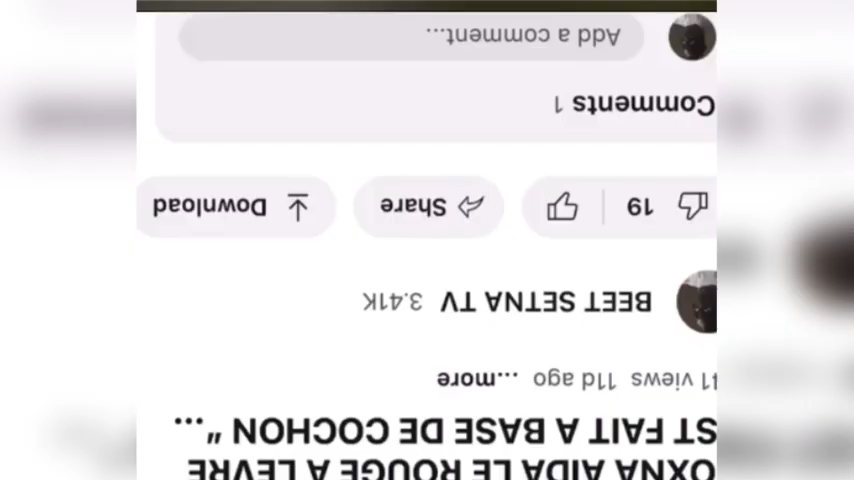 OXNA AIDA LE ROUGE A LEVRE
ST FAIT A BASE DE COCHON "...
41 views 11d ago ...more
BEET SETNA TV 3.41K
19 Share Download
Comments 1
Add a comment...